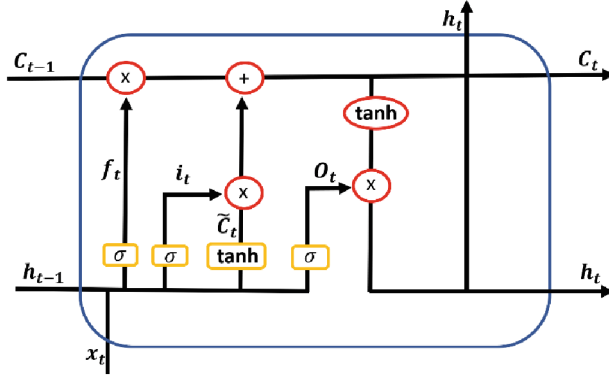 h_t
C_{t-1}
C_t
x
+
tanh
f_t
i_t
O_t
x
x
C̃_t
σ
σ
tanh
σ
h_{t-1}
h_t
x_t